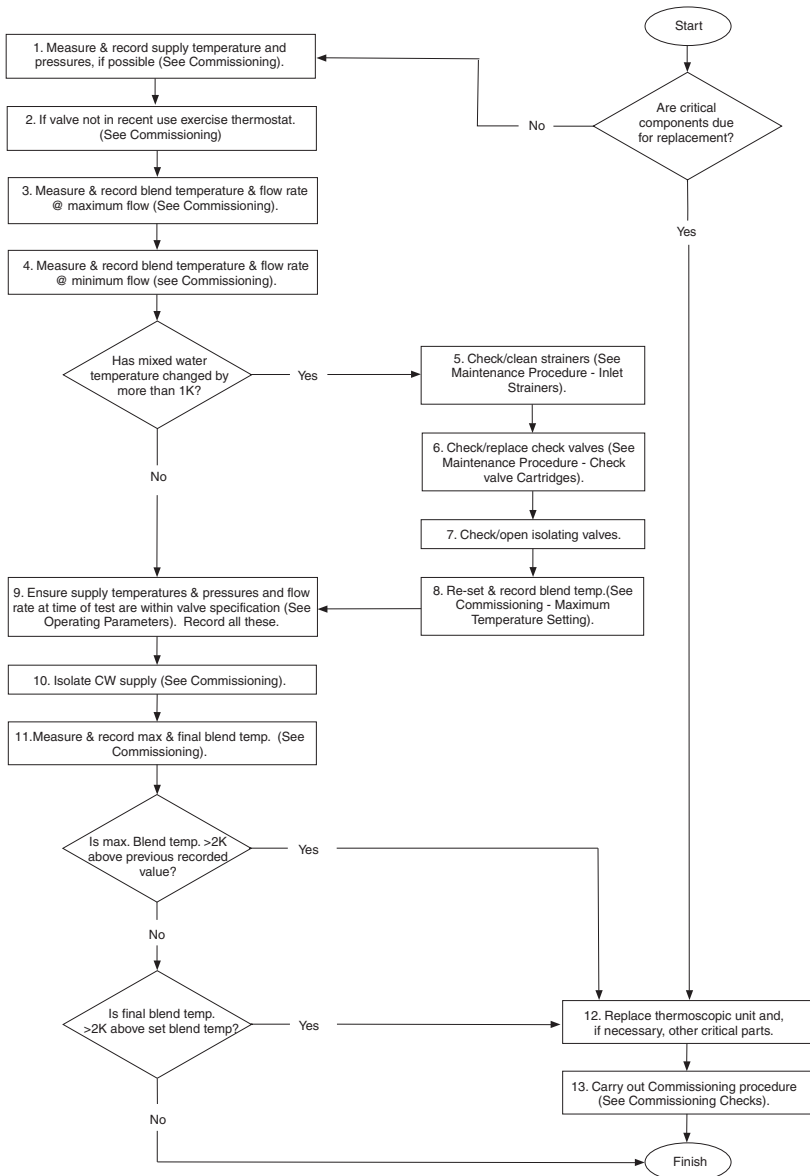 Start
Are critical
components due
for replacement?
No
Yes
1. Measure & record supply temperature and
pressures, if possible (See Commissioning).
2. If valve not in recent use exercise thermostat.
(See Commissioning)
3. Measure & record blend temperature & flow rate
@ maximum flow (See Commissioning).
4. Measure & record blend temperature & flow rate
@ minimum flow (see Commissioning).
Has mixed water
temperature changed by
more than 1K?
Yes
No
5. Check/clean strainers (See
Maintenance Procedure - Inlet
Strainers).
6. Check/replace check valves (See
Maintenance Procedure - Check
valve Cartridges).
7. Check/open isolating valves.
8. Re-set & record blend temp.(See
Commissioning - Maximum
Temperature Setting).
9. Ensure supply temperatures & pressures and flow
rate at time of test are within valve specification (See
Operating Parameters). Record all these.
10. Isolate CW supply (See Commissioning).
11.Measure & record max & final blend temp. (See
Commissioning).
Is max. Blend temp. >2K
above previous recorded
value?
Yes
No
Is final blend temp.
>2K above set blend temp?
Yes
No
12. Replace thermoscopic unit and,
if necessary, other critical parts.
13. Carry out Commissioning procedure
(See Commissioning Checks).
Finish